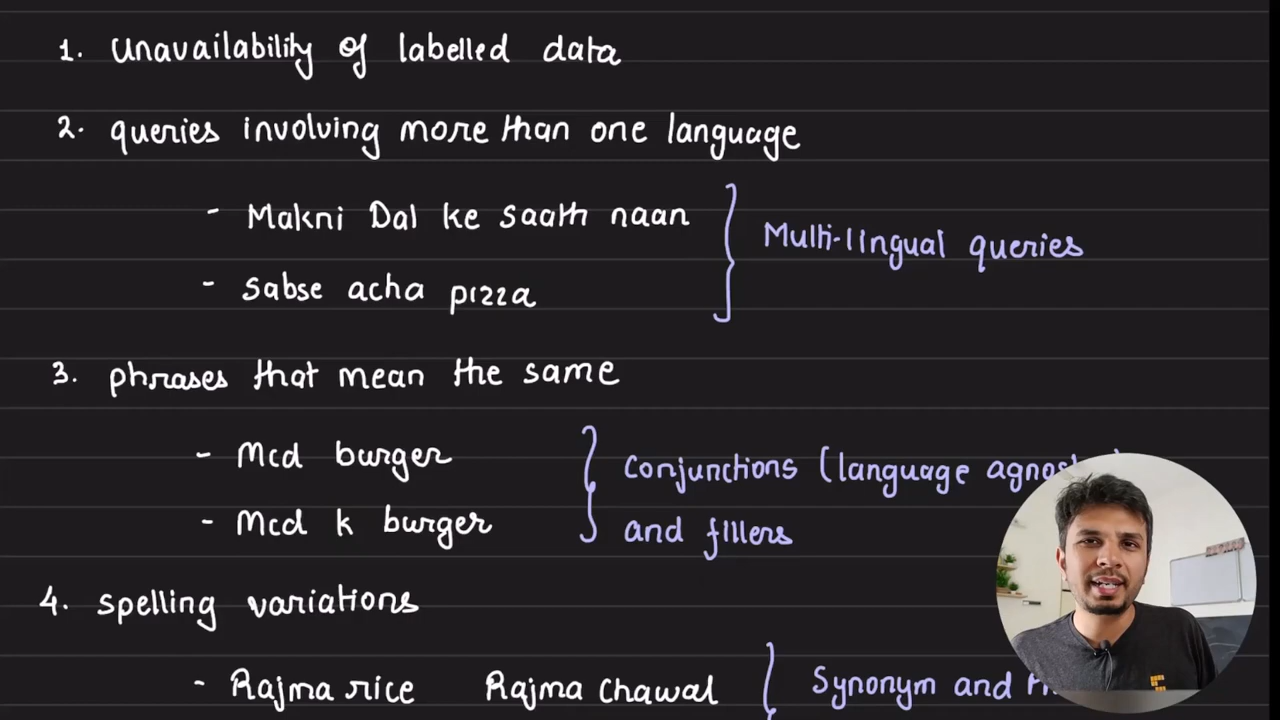 1. unavailability of labelled data
2. queries involving more than one language
- Makni Dal ke saath naan
- sabse acha pizza
Multi-lingual queries
3. phrases that mean the same
- Mcd burger
- Mcd k burger
Conjunctions (language
and fillers
4. spelling variations
- Rajma rice Rajma Chawal
Synonym and